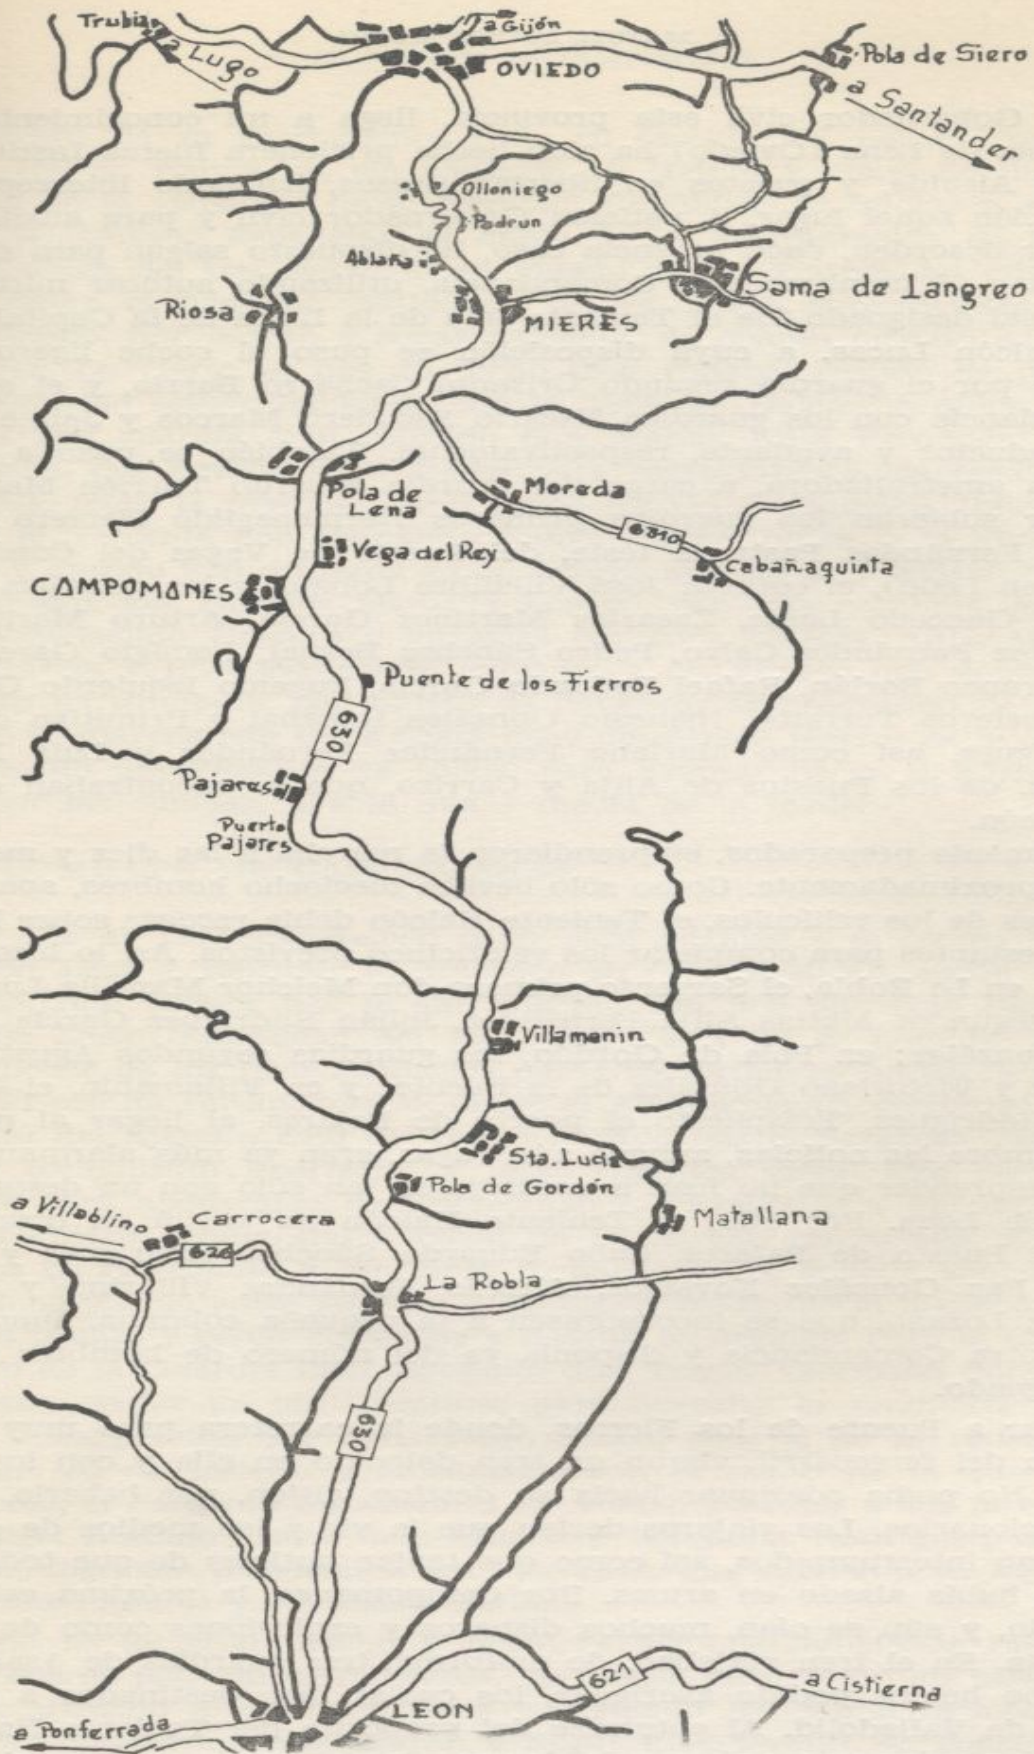 Trubia
a Gijón
a Lugo
OVIEDO
Pola de Siero
a Santander
Olloniego
Padrun
Ablaña
Sama de Langreo
Riosa
MIERES
Pola de
Lena
Moreda
6310
Vega del Rey
Cabañaquinta
CAMPOMANES
Puente de los Fierros
630
Pajares
Puerto
Pajares
Villamanin
Sta. Lucia
Pola de Gordón
a Villablino
Carrocera
626
Matallana
La Robla
630
621
a Cistierna
LEON
a Ponferrada